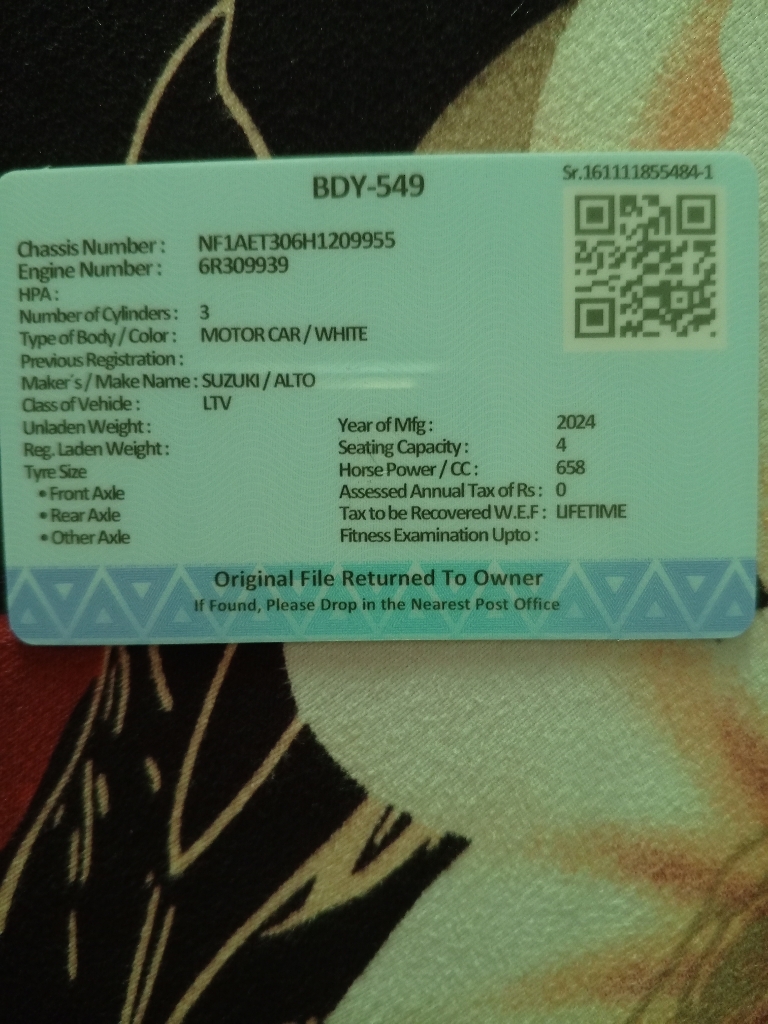 BDY-549
Sr.161111855484-1
Chassis Number : NF1AET306H1209955
Engine Number : 6R309939
HPA :
Number of Cylinders : 3
Type of Body / Color : MOTOR CAR / WHITE
Previous Registration :
Maker's / Make Name : SUZUKI / ALTO
Class of Vehicle : LTV
Unladen Weight :
Reg. Laden Weight :
Tyre Size
• Front Axle
• Rear Axle
• Other Axle
Year of Mfg : 2024
Seating Capacity : 4
Horse Power / CC : 658
Assessed Annual Tax of Rs : 0
Tax to be Recovered W.E.F : LIFETIME
Fitness Examination Upto :
Original File Returned To Owner
If Found, Please Drop in the Nearest Post Office